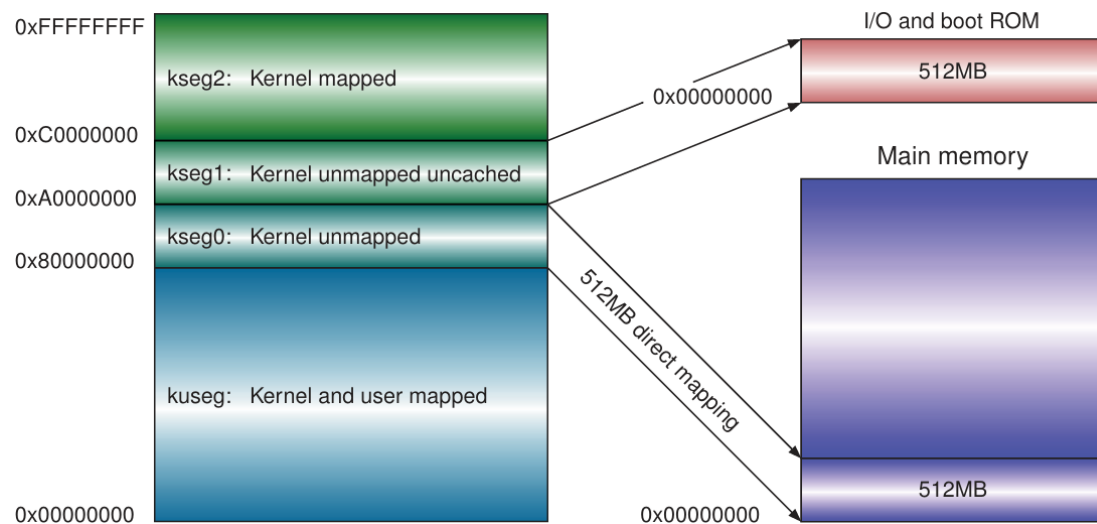 0xFFFFFFFF
kseg2: Kernel mapped
0xC0000000
kseg1: Kernel unmapped uncached
0xA0000000
kseg0: Kernel unmapped
0x80000000
kuseg: Kernel and user mapped
0x00000000
I/O and boot ROM
512MB
0x00000000
Main memory
512MB direct mapping
512MB
0x00000000